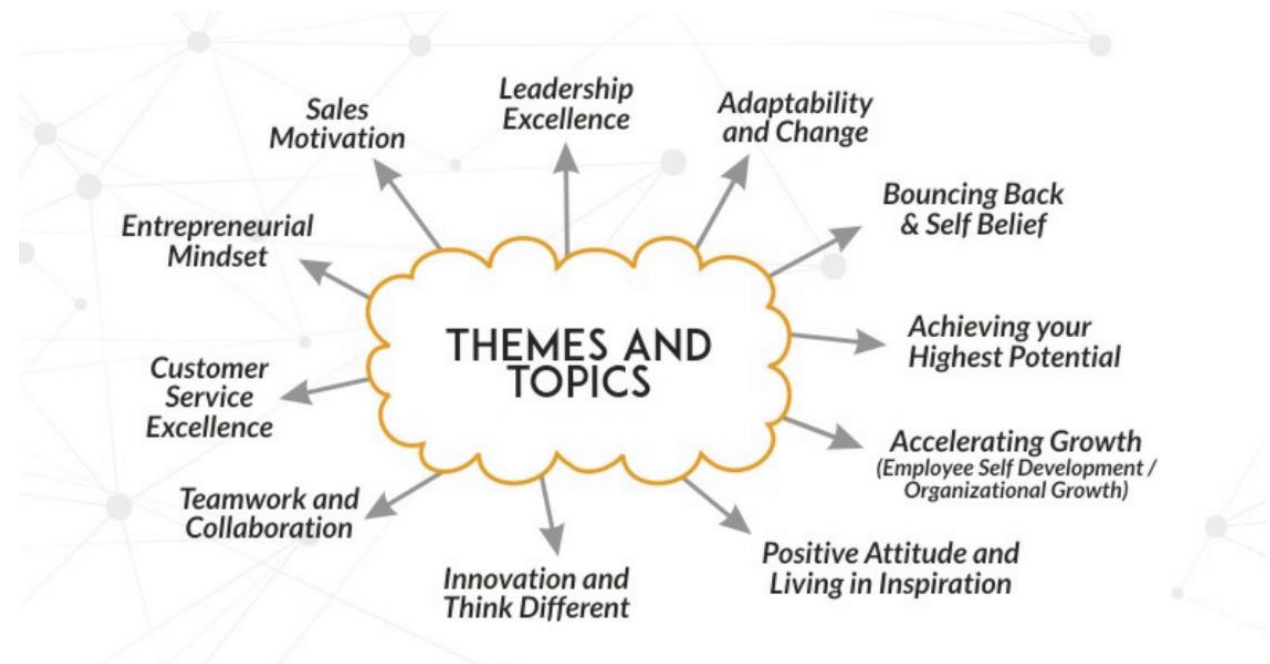 Leadership
Excellence
Adaptability
and Change
Bouncing Back
& Self Belief
Achieving your
Highest Potential
Accelerating Growth
(Employee Self Development /
Organizational Growth)
Positive Attitude and
Living in Inspiration
Innovation and
Think Different
Teamwork and
Collaboration
Customer
Service
Excellence
Entrepreneurial
Mindset
Sales
Motivation
THEMES AND
TOPICS